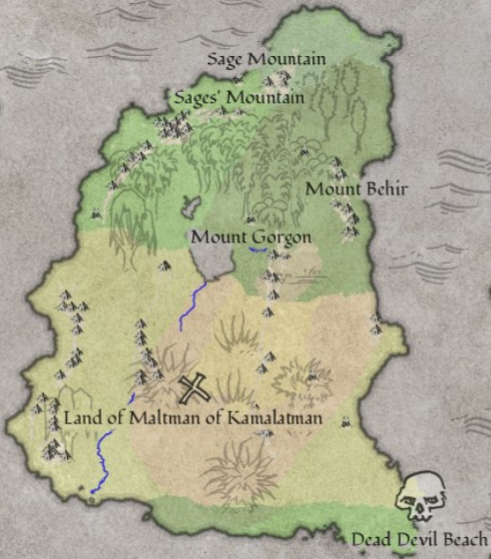 Sage Mountain
Sages' Mountain
Mount Behir
Mount Gorgon
Land of Maltman of Kamalatman
Dead Devil Beach